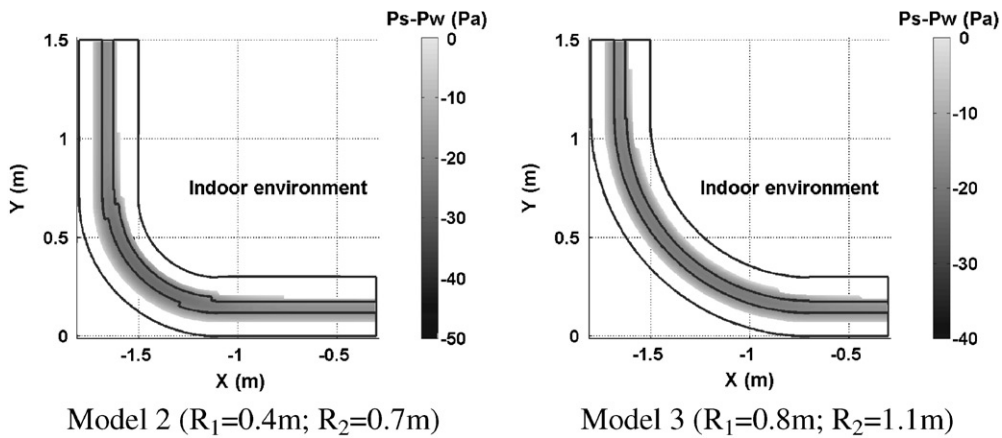 Ps-Pw (Pa)
1.5
1
0.5
0
Y (m)
-1.5
-1
-0.5
X (m)
Indoor environment
0
-10
-20
-30
-40
-50
Model 2 (R₁=0.4m; R₂=0.7m)
Ps-Pw (Pa)
1.5
1
0.5
0
Y (m)
-1.5
-1
-0.5
X (m)
Indoor environment
0
-10
-20
-30
-40
Model 3 (R₁=0.8m; R₂=1.1m)